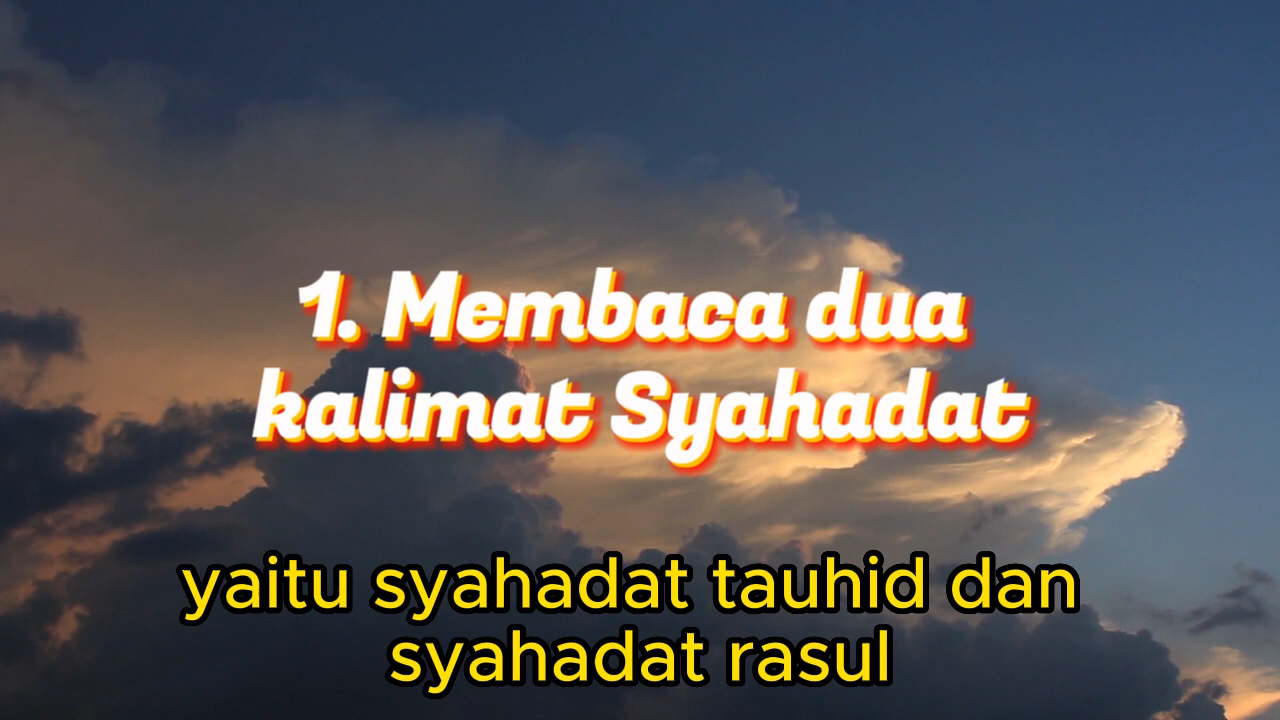 1. Membaca dua
kalimat Syahadat
yaitu syahadat tauhid dan
syahadat rasul